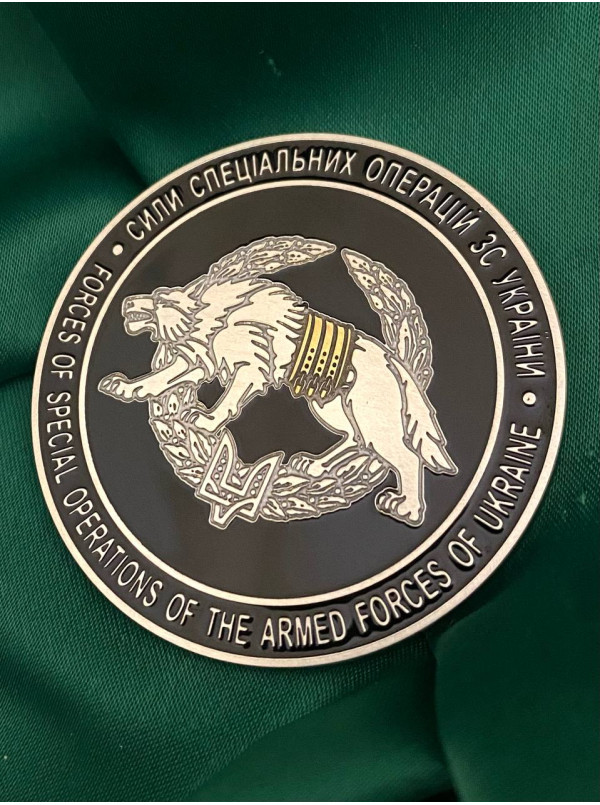 СИЛИ СПЕЦІАЛЬНИХ ОПЕРАЦІЙ ЗС УКРАЇНИ
FORCES OF SPECIAL OPERATIONS OF THE ARMED FORCES OF UKRAINE